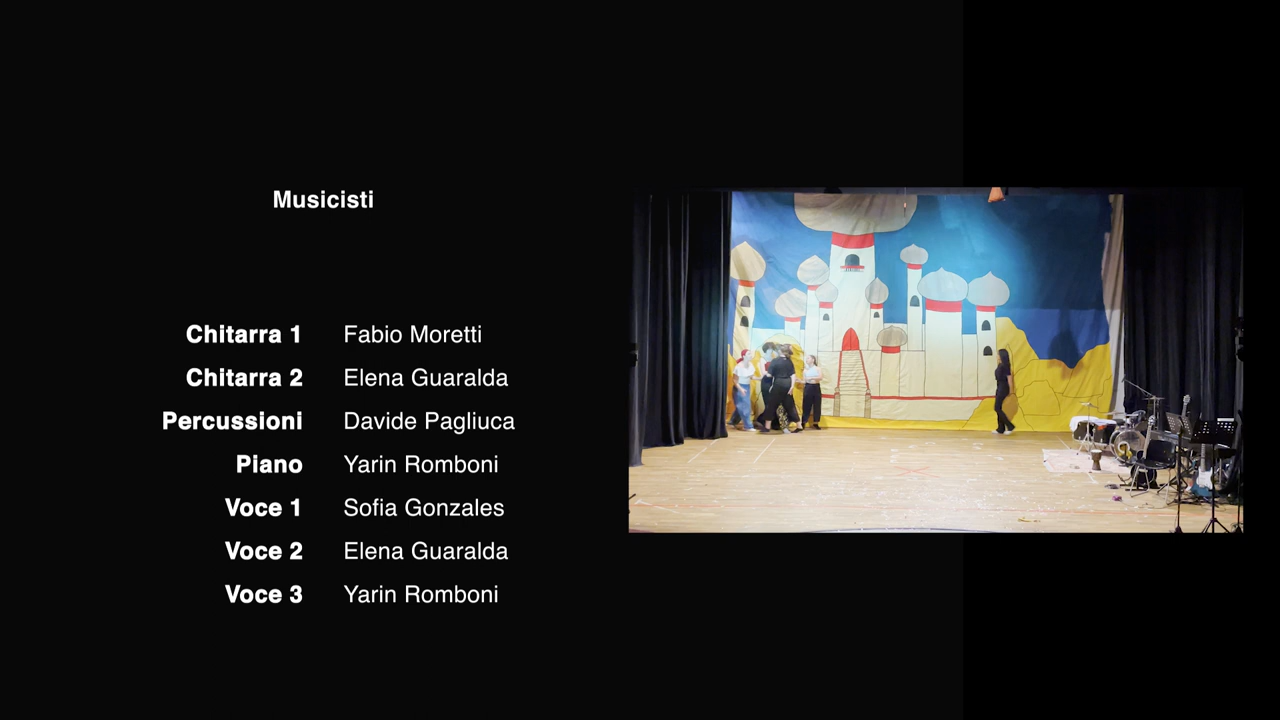 Musicisti
Chitarra 1 Fabio Moretti
Chitarra 2 Elena Guaralda
Percussioni Davide Pagliuca
Piano Yarin Romboni
Voce 1 Sofia Gonzales
Voce 2 Elena Guaralda
Voce 3 Yarin Romboni